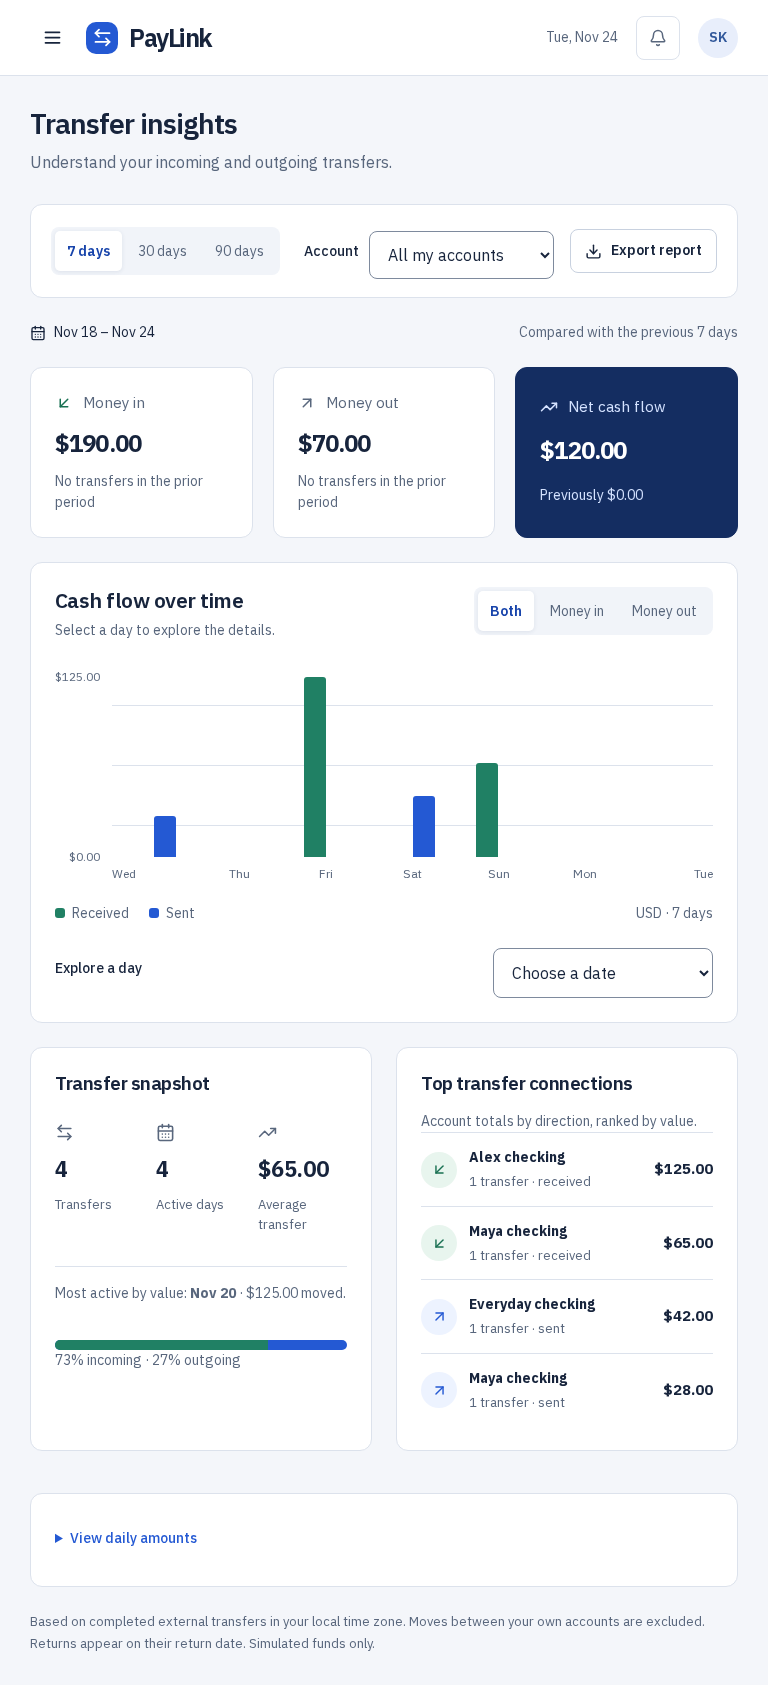 PayLink
Tue, Nov 24
SK
Transfer insights
Understand your incoming and outgoing transfers.
7 days
30 days
90 days
Account
All my accounts
Export report
Nov 18 – Nov 24
Compared with the previous 7 days
Money in
$190.00
No transfers in the prior
period
Money out
$70.00
No transfers in the prior
period
Net cash flow
$120.00
Previously $0.00
Cash flow over time
Select a day to explore the details.
Both
Money in
Money out
$125.00
$0.00
Wed
Thu
Fri
Sat
Sun
Mon
Tue
Received
Sent
USD · 7 days
Explore a day
Choose a date
Transfer snapshot
4
Transfers
4
Active days
$65.00
Average
transfer
Most active by value: Nov 20 · $125.00 moved.
73% incoming · 27% outgoing
Top transfer connections
Account totals by direction, ranked by value.
Alex checking
1 transfer · received
$125.00
Maya checking
1 transfer · received
$65.00
Everyday checking
1 transfer · sent
$42.00
Maya checking
1 transfer · sent
$28.00
View daily amounts
Based on completed external transfers in your local time zone. Moves between your own accounts are excluded.
Returns appear on their return date. Simulated funds only.